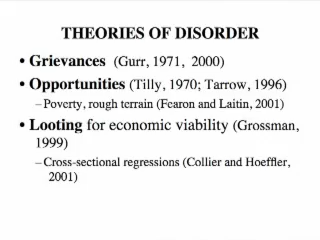 THEORIES OF DISORDER
• Grievances (Gurr, 1971, 2000)
• Opportunities (Tilly, 1970; Tarrow, 1996)
– Poverty, rough terrain (Fearon and Laitin, 2001)
• Looting for economic viability (Grossman,
1999)
– Cross-sectional regressions (Collier and Hoeffler,
2001)